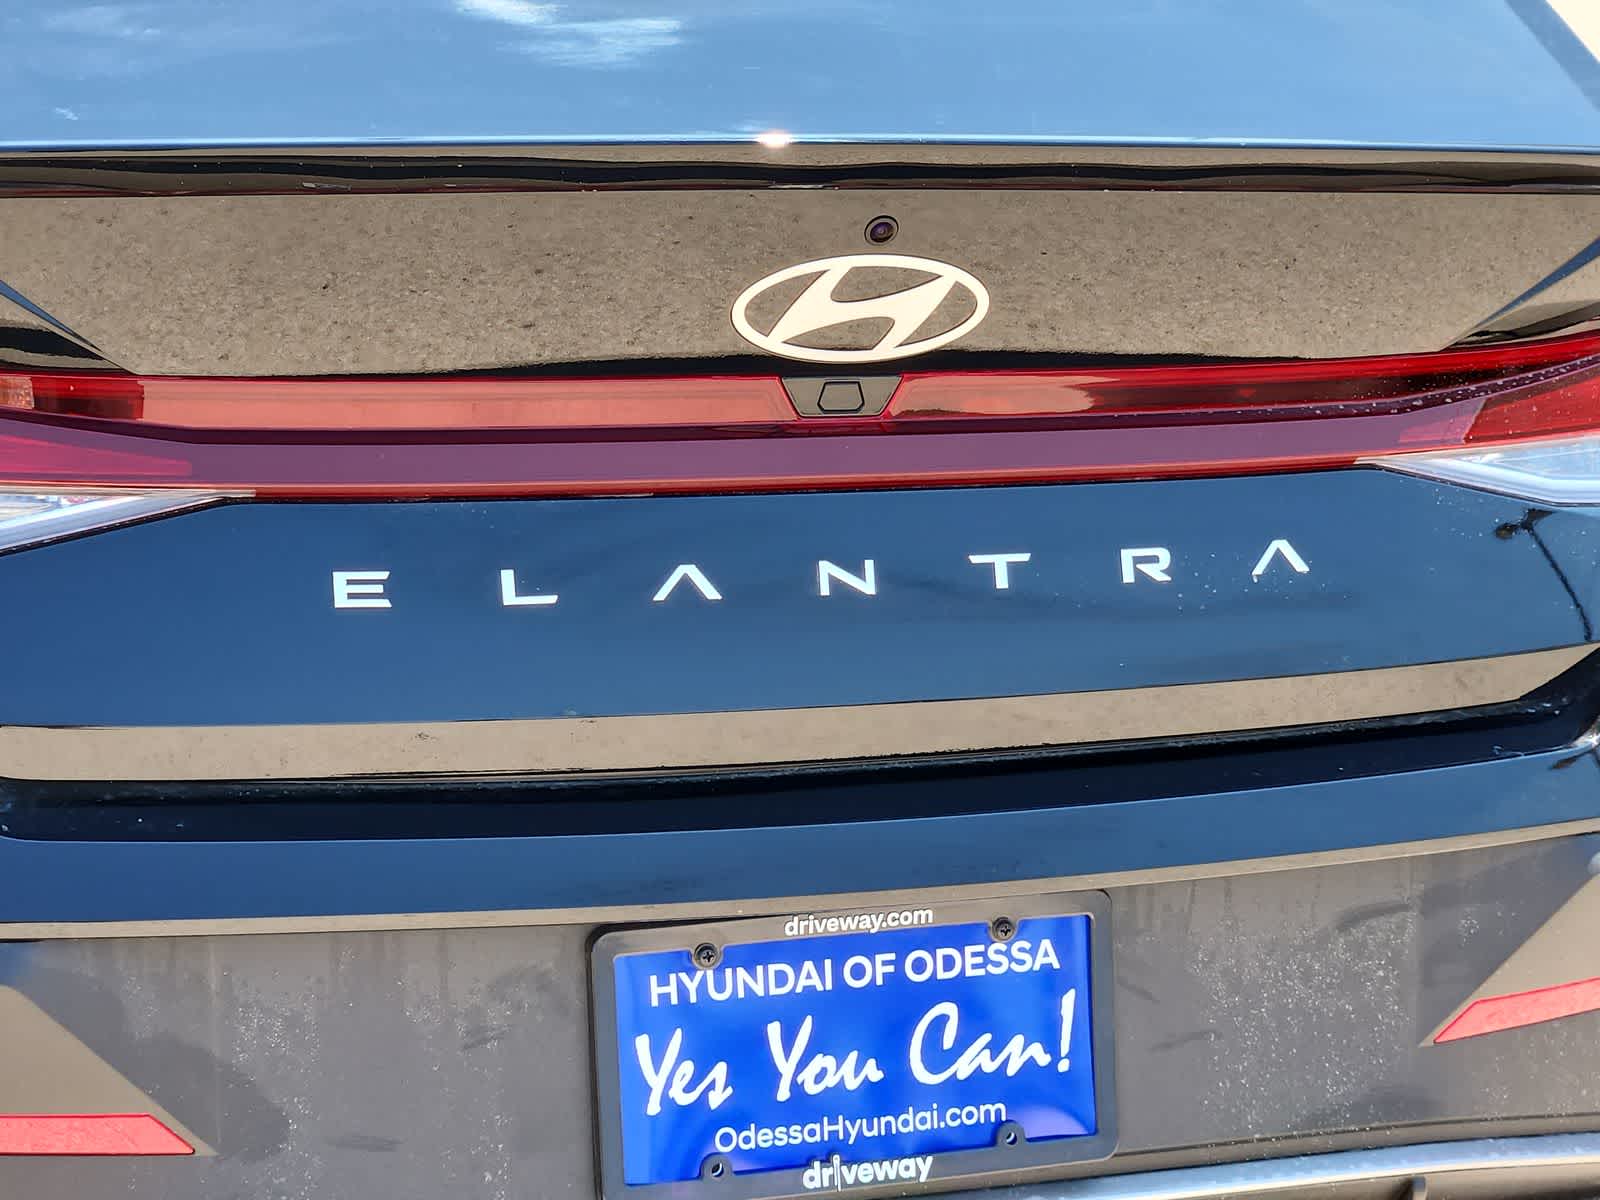 ELANTRA
driveway.com
HYUNDAI OF ODESSA
Yes You Can!
OdessaHyundai.com
driveway